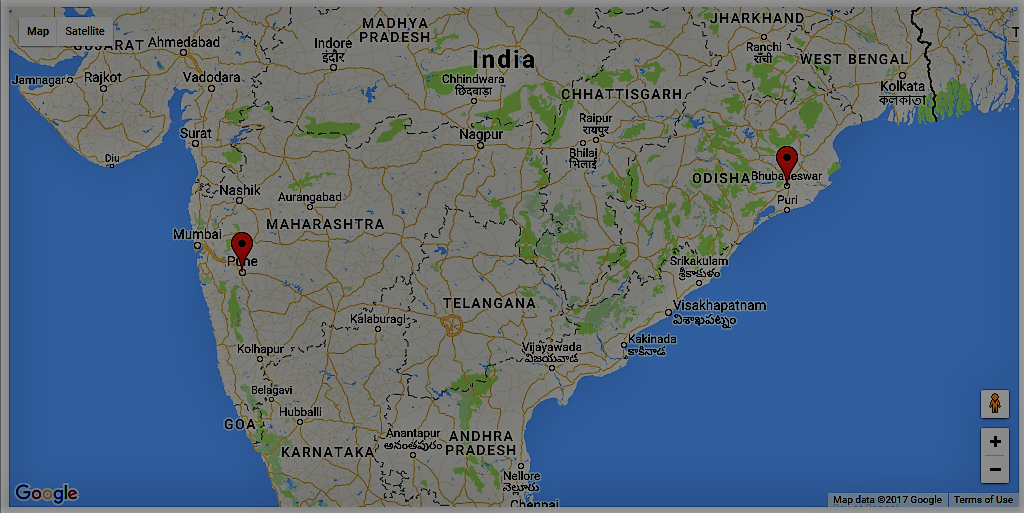 Map Satellite
MADHYA
PRADESH
JHARKHAND
GUJARAT
Ahmedabad
Indore
इंदौर
India
Ranchi
राँची
WEST BENGAL
Jamnagar
Rajkot
Vadodara
Chhindwara
छिंदवाड़ा
CHHATTISGARH
Kolkata
কলকাতা
Surat
Nagpur
Raipur
रायपुर
Bhilai
भिलाई
Diu
ODISHA
Bhubaneswar
Nashik
Aurangabad
Puri
MAHARASHTRA
Mumbai
Pune
Srikakulam
శ్రీకాకుళం
TELANGANA
Visakhapatnam
విశాఖపట్నం
Kalaburagi
Kolhapur
Vijayawada
విజయవాడ
Kakinada
కాకినాడ
Belagavi
Hubballi
GOA
Anantapur
అనంతపురం
ANDHRA
PRADESH
KARNATAKA
Nellore
నెల్లూరు
Chennai
Google
Map data ©2017 Google Terms of Use